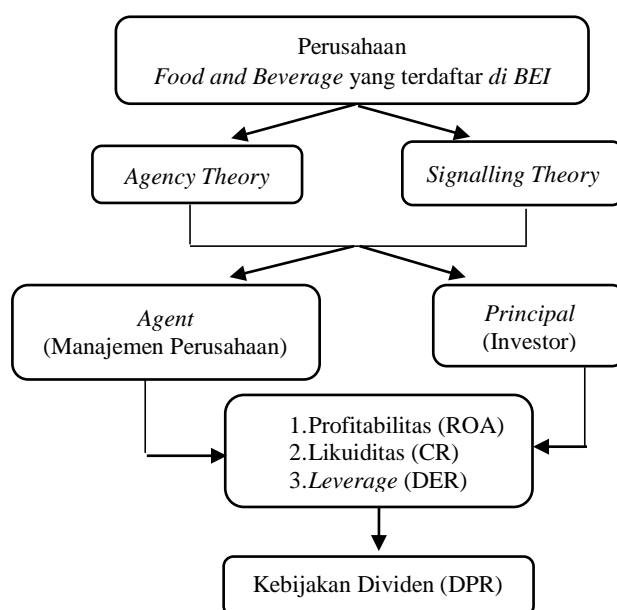 Perusahaan
Food and Beverage yang terdaftar di BEI
Agency Theory
Signalling Theory
Agent
(Manajemen Perusahaan)
Principal
(Investor)
1.Profitabilitas (ROA)
2.Likuiditas (CR)
3.Leverage (DER)
Kebijakan Dividen (DPR)